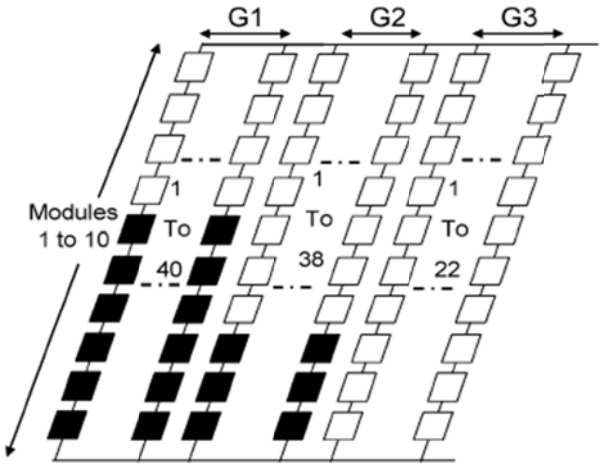 G1 G2 G3
1 1 1
Modules
1 to 10
To To To
40 38 22